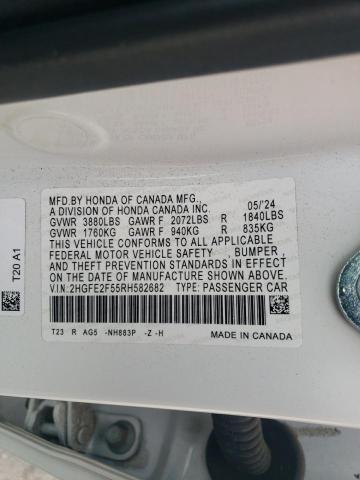 MFD.BY HONDA OF CANADA MFG.,
A DIVISION OF HONDA CANADA INC. 05/'24
GVWR 3880LBS GAWR F 2072LBS R 1840LBS
GVWR 1760KG GAWR F 940KG R 835KG
THIS VEHICLE CONFORMS TO ALL APPLICABLE
FEDERAL MOTOR VEHICLE SAFETY , BUMPER ,
AND THEFT PREVENTION STANDARDS IN EFFECT
ON THE DATE OF MANUFACTURE SHOWN ABOVE.
V.I.N: 2HGFE2F55RH582682 TYPE: PASSENGER CAR
T23 R AG5 -NH883P -Z -H
MADE IN CANADA
T20 A1